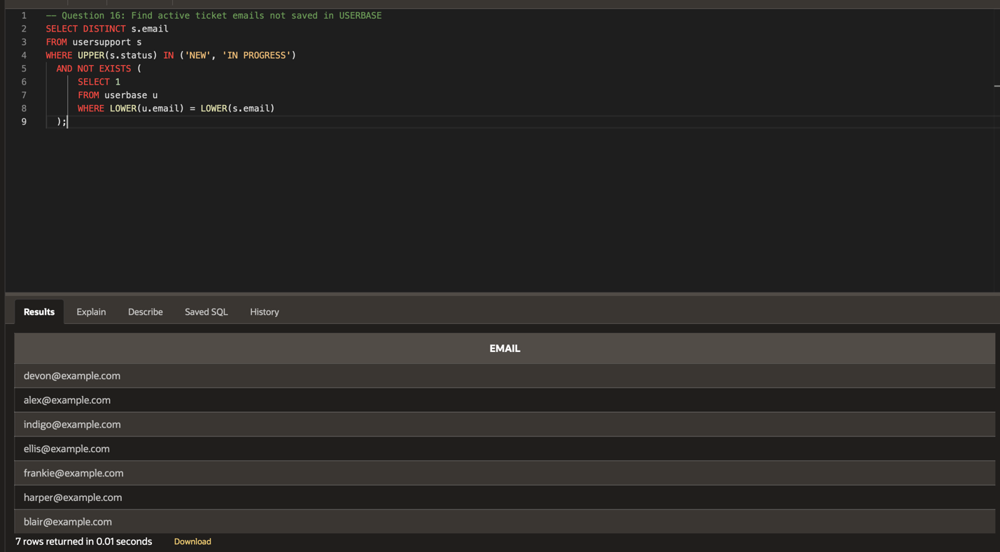 1 -- Question 16: Find active ticket emails not saved in USERBASE
2 SELECT DISTINCT s.email
3 FROM usersupport s
4 WHERE UPPER(s.status) IN ('NEW', 'IN PROGRESS')
5 AND NOT EXISTS (
6 SELECT 1
7 FROM userbase u
8 WHERE LOWER(u.email) = LOWER(s.email)
9 );
Results Explain Describe Saved SQL History
EMAIL
devon@example.com
alex@example.com
indigo@example.com
ellis@example.com
frankie@example.com
harper@example.com
blair@example.com
7 rows returned in 0.01 seconds Download